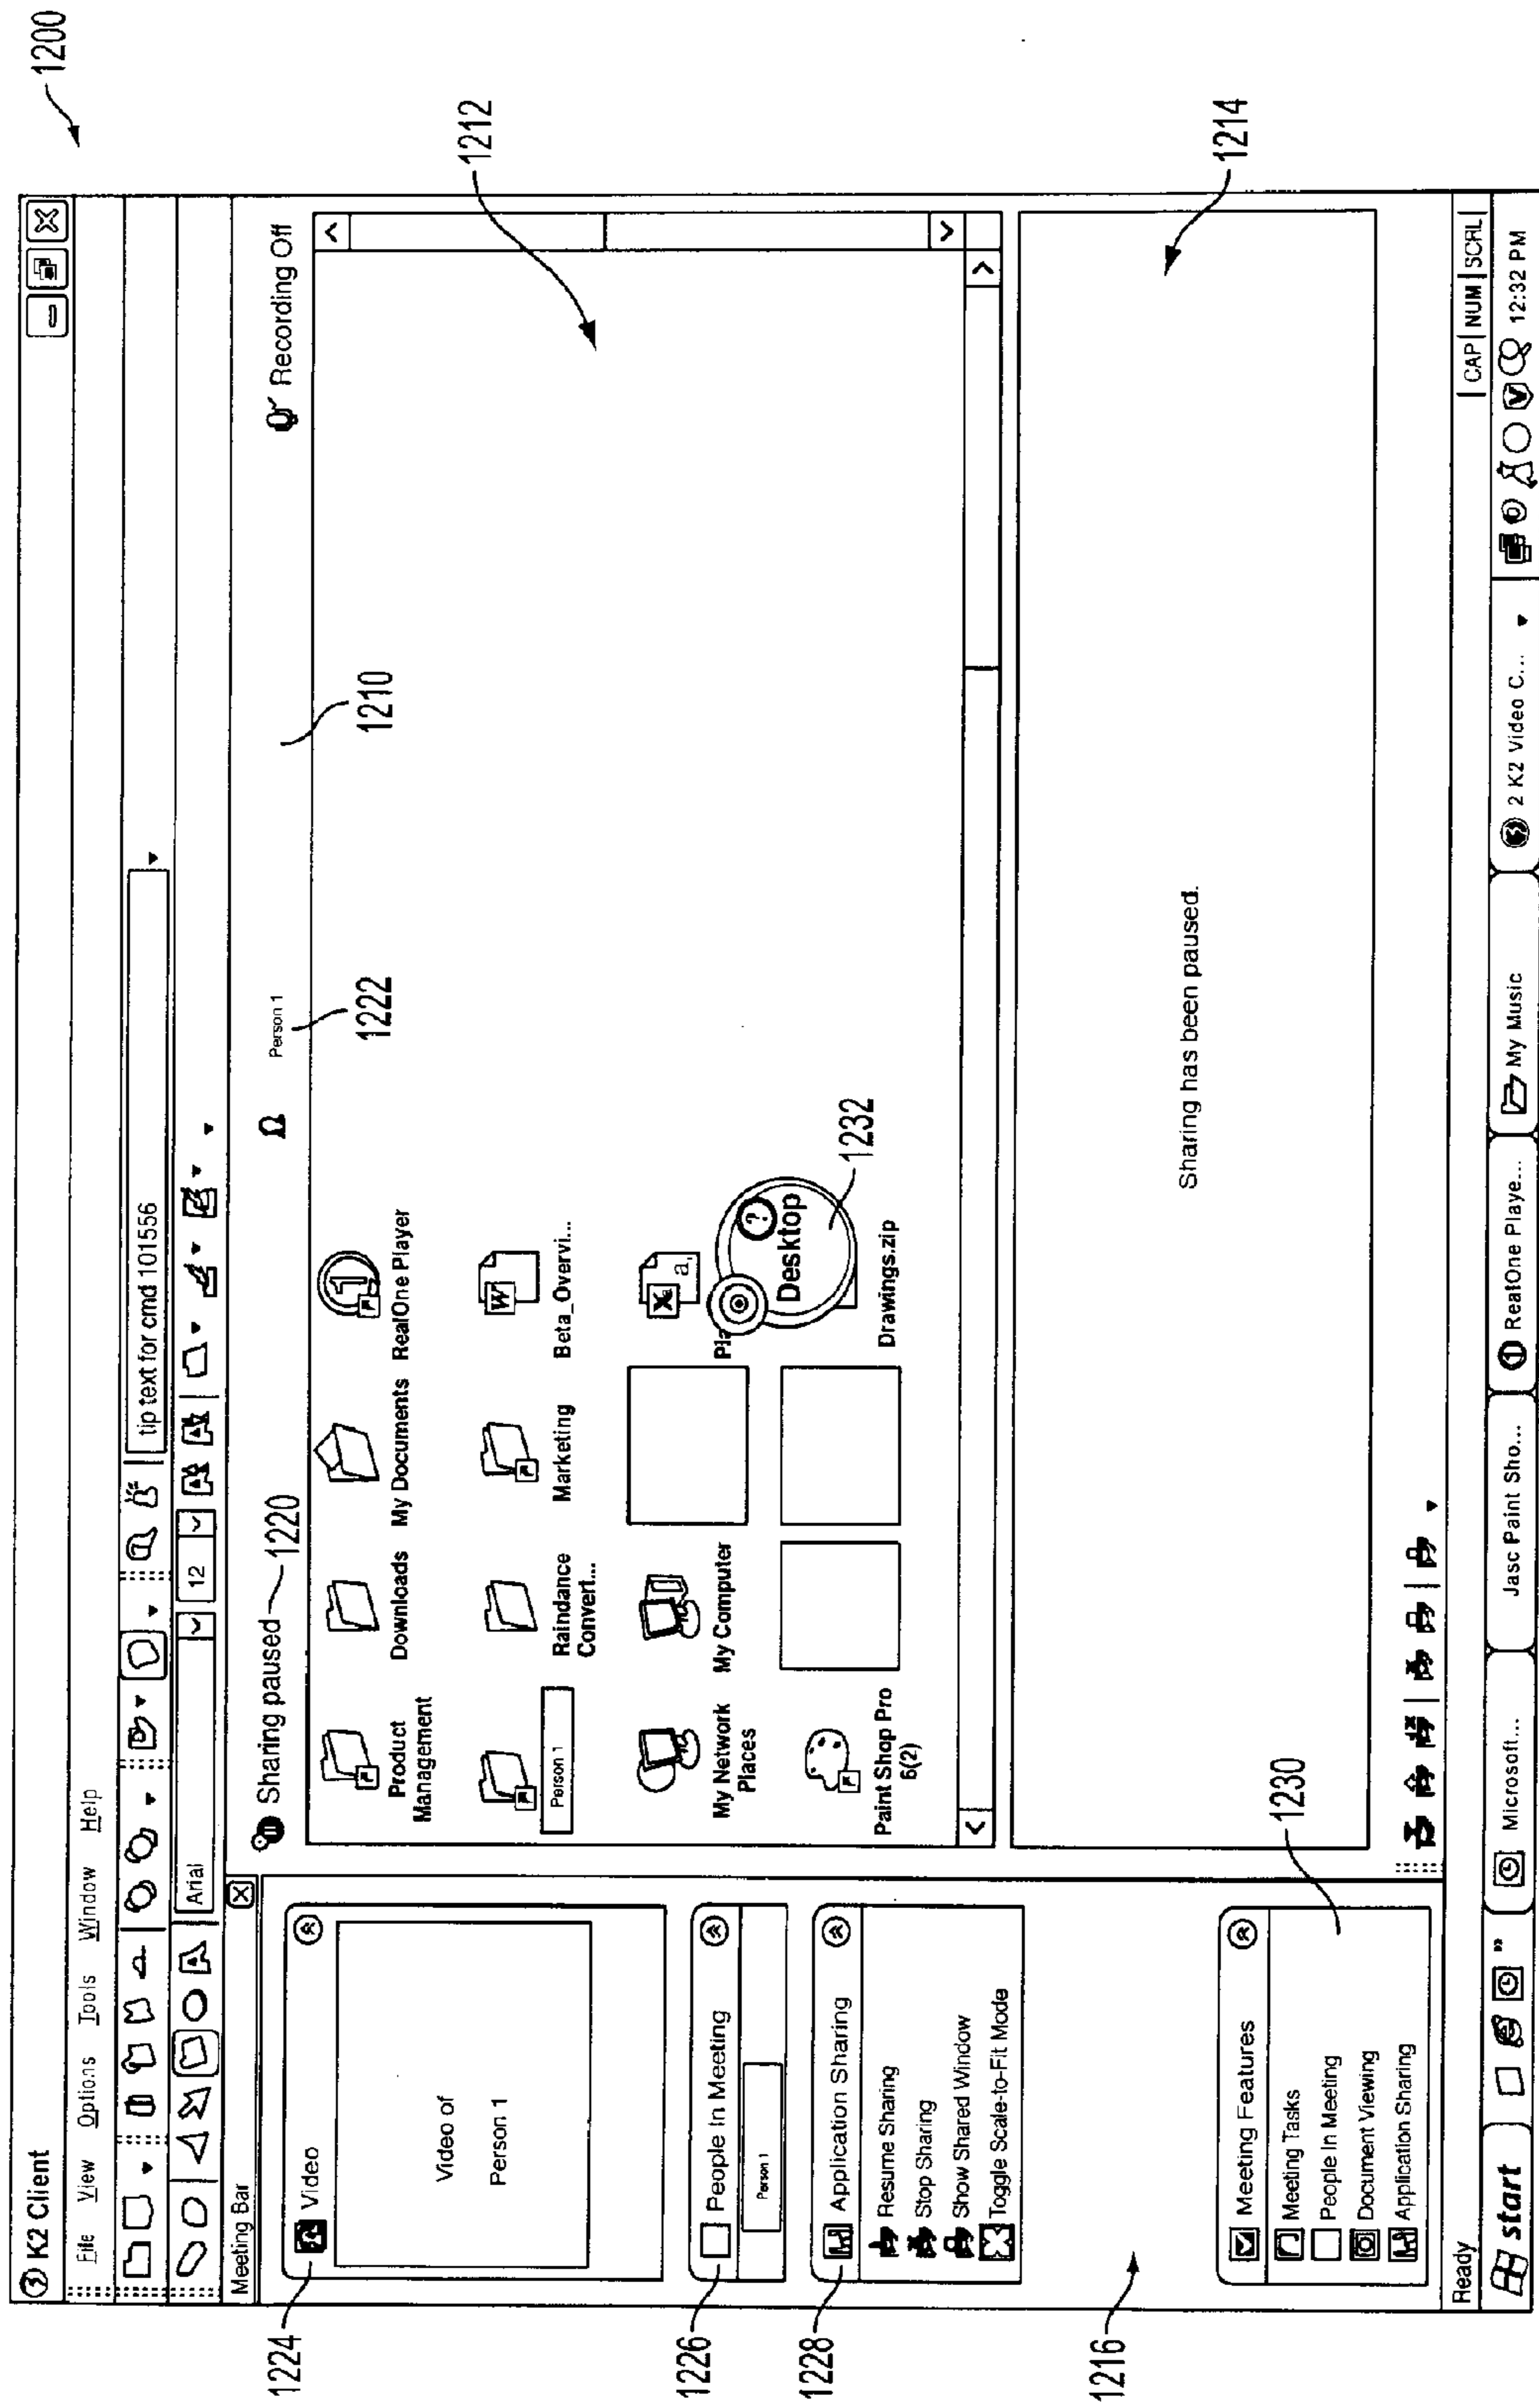 1200
K2 Client
File View Options Tools Window Help
tip text for cmd 101556
Arial 12
Meeting Bar
Sharing paused 1220
Person 1
1222
1210
Recording Off
1224
Video
Video of
Person 1
1226
People In Meeting
Person 1
1228
Application Sharing
Resume Sharing
Stop Sharing
Show Shared Window
Toggle Scale-to-Fit Mode
1216
Meeting Features
Meeting Tasks
People In Meeting
Document Viewing
Application Sharing
1230
Product Management
Downloads
My Documents
RealOne Player
Person 1
Raindance Convert...
Marketing
Beta_Overvi...
My Network Places
My Computer
Pla
Desktop
1232
Paint Shop Pro 6(2)
Drawings.zip
1212
Sharing has been paused.
1214
Ready
CAP NUM SCRL
start
Microsoft...
Jasc Paint Sho...
RealOne Playe...
My Music
2 K2 Video C...
12:32 PM